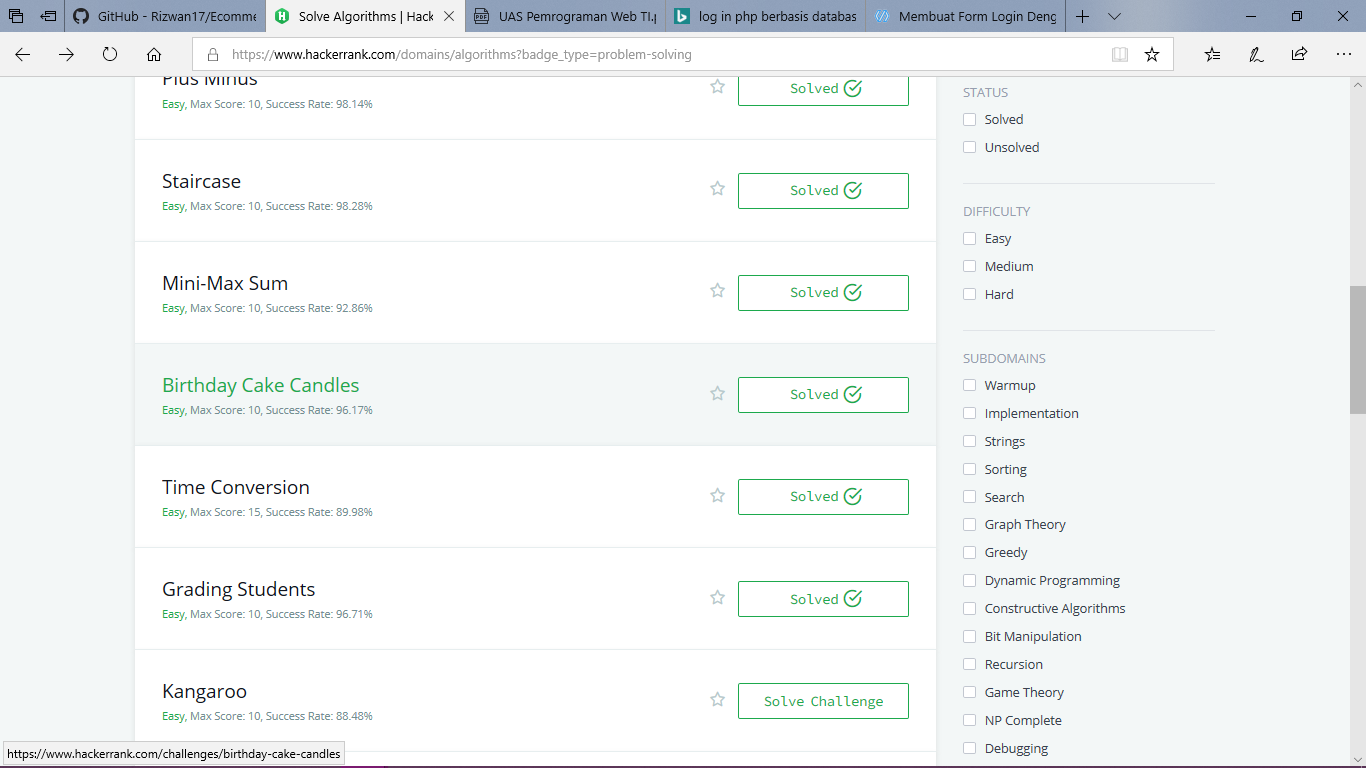 GitHub - Rizwan17/Ecomme
Solve Algorithms | Hack
UAS Pemrograman Web TI.p
log in php berbasis databas
Membuat Form Login Deng
https://www.hackerrank.com/domains/algorithms?badge_type=problem-solving
Plus Minus
Easy, Max Score: 10, Success Rate: 98.14%
Solved
Staircase
Easy, Max Score: 10, Success Rate: 98.28%
Solved
Mini-Max Sum
Easy, Max Score: 10, Success Rate: 92.86%
Solved
Birthday Cake Candles
Easy, Max Score: 10, Success Rate: 96.17%
Solved
Time Conversion
Easy, Max Score: 15, Success Rate: 89.98%
Solved
Grading Students
Easy, Max Score: 10, Success Rate: 96.71%
Solved
Kangaroo
Easy, Max Score: 10, Success Rate: 88.48%
Solve Challenge
STATUS
Solved
Unsolved
DIFFICULTY
Easy
Medium
Hard
SUBDOMAINS
Warmup
Implementation
Strings
Sorting
Search
Graph Theory
Greedy
Dynamic Programming
Constructive Algorithms
Bit Manipulation
Recursion
Game Theory
NP Complete
Debugging
https://www.hackerrank.com/challenges/birthday-cake-candles